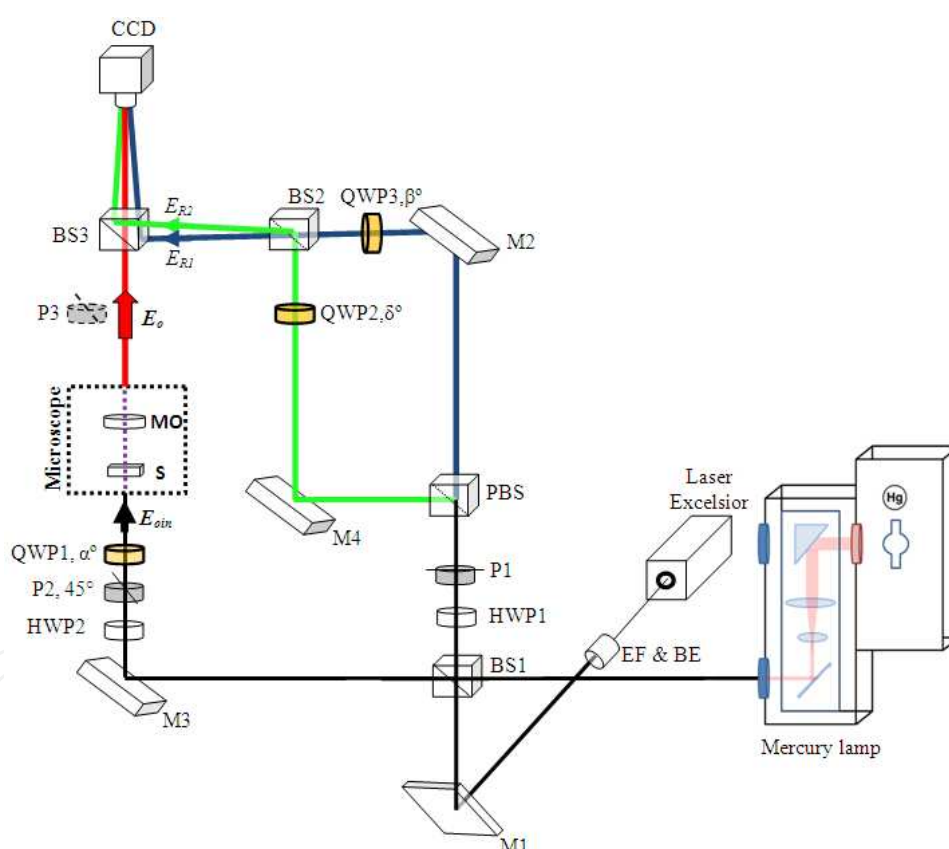 CCD
BS2
QWP3,β°
E_R2
BS3
E_R1
M2
P3
E_o
QWP2,δ°
Microscope
MO
S
PBS
Laser
Excelsior
Hg
E_oin
M4
QWP1, α°
P1
P2, 45°
HWP1
HWP2
EF & BE
BS1
M3
Mercury lamp
M1